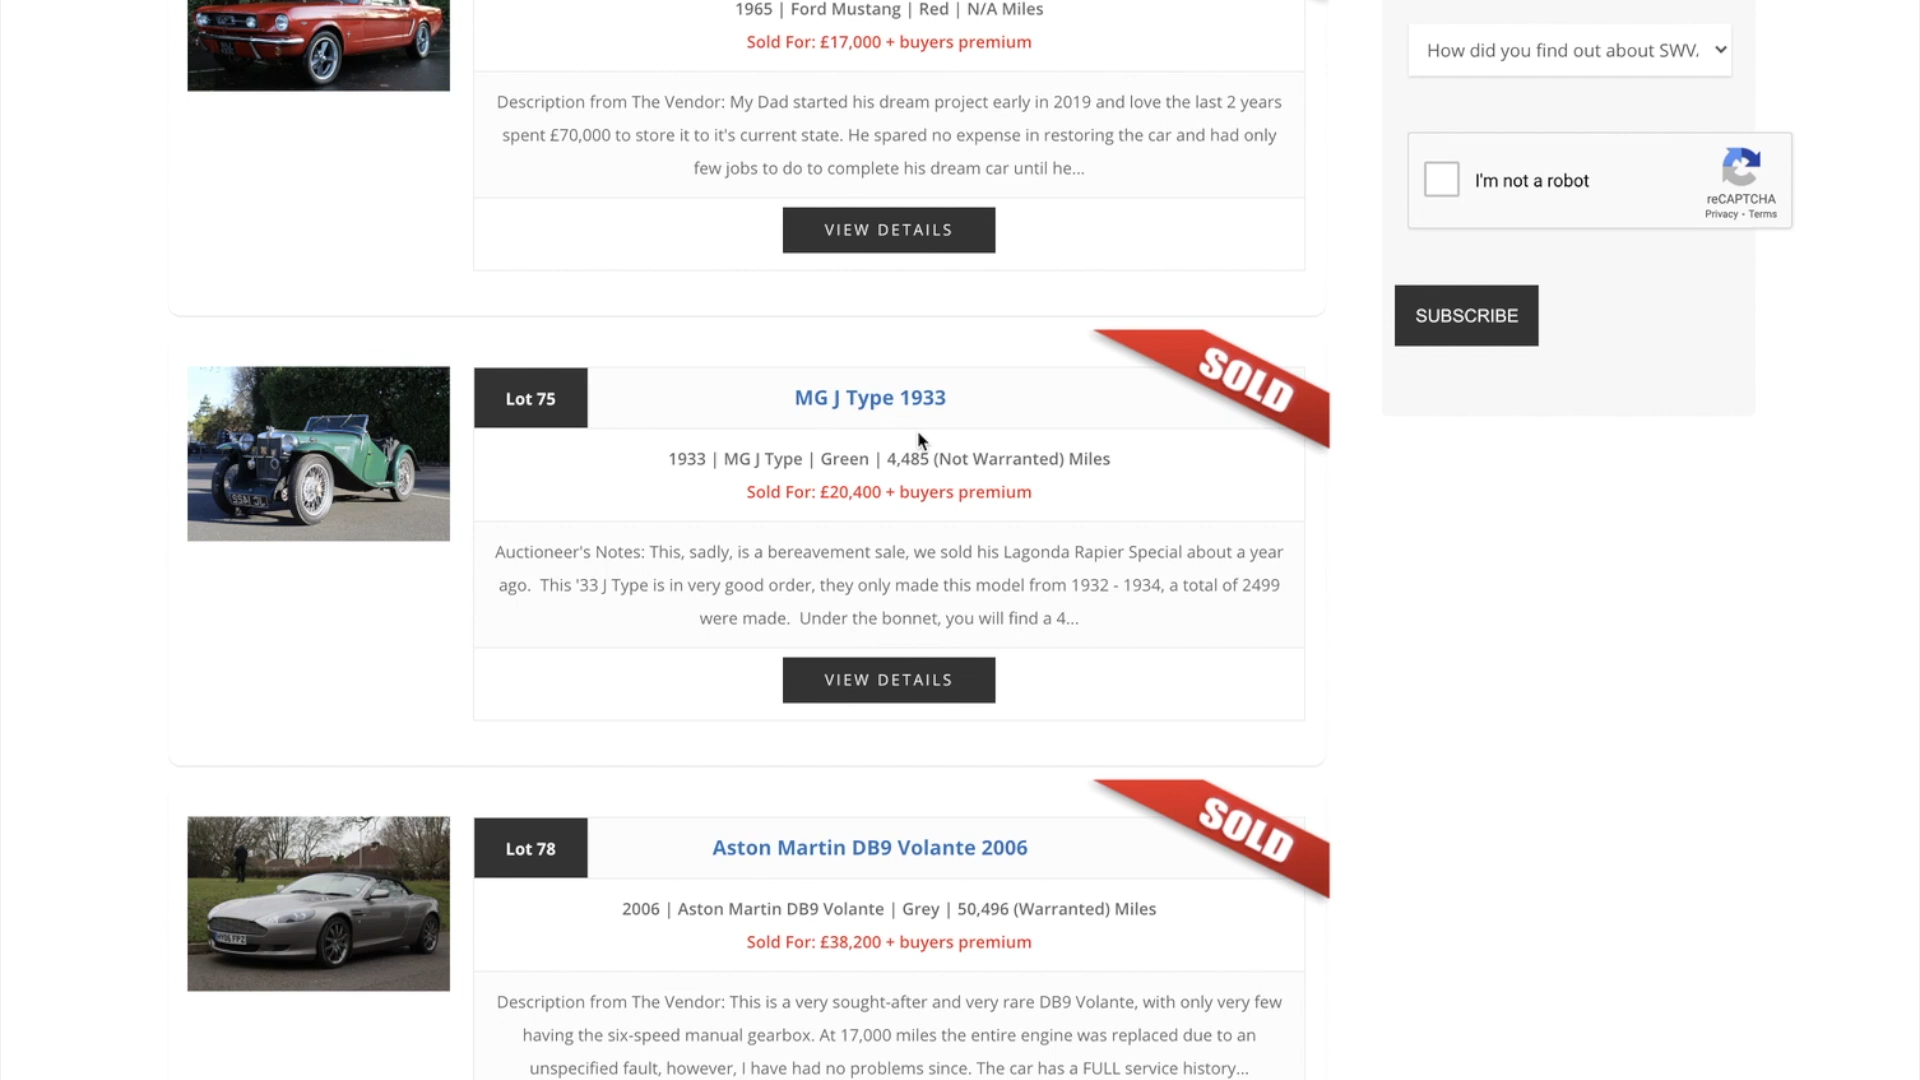 1965 | Ford Mustang | Red | N/A Miles
Sold For: £17,000 + buyers premium
Description from The Vendor: My Dad started his dream project early in 2019 and love the last 2 years
spent £70,000 to store it to it's current state. He spared no expense in restoring the car and had only
few jobs to do to complete his dream car until he...
VIEW DETAILS
How did you find out about SWV
I'm not a robot
reCAPTCHA
Privacy - Terms
SUBSCRIBE
SOLD
Lot 75
MG J Type 1933
1933 | MG J Type | Green | 4,485 (Not Warranted) Miles
Sold For: £20,400 + buyers premium
Auctioneer's Notes: This, sadly, is a bereavement sale, we sold his Lagonda Rapier Special about a year
ago. This '33 J Type is in very good order, they only made this model from 1932 - 1934, a total of 2499
were made. Under the bonnet, you will find a 4...
VIEW DETAILS
SOLD
Lot 78
Aston Martin DB9 Volante 2006
2006 | Aston Martin DB9 Volante | Grey | 50,496 (Warranted) Miles
Sold For: £38,200 + buyers premium
Description from The Vendor: This is a very sought-after and very rare DB9 Volante, with only very few
having the six-speed manual gearbox. At 17,000 miles the entire engine was replaced due to an
unspecified fault, however, I have had no problems since. The car has a FULL service history...